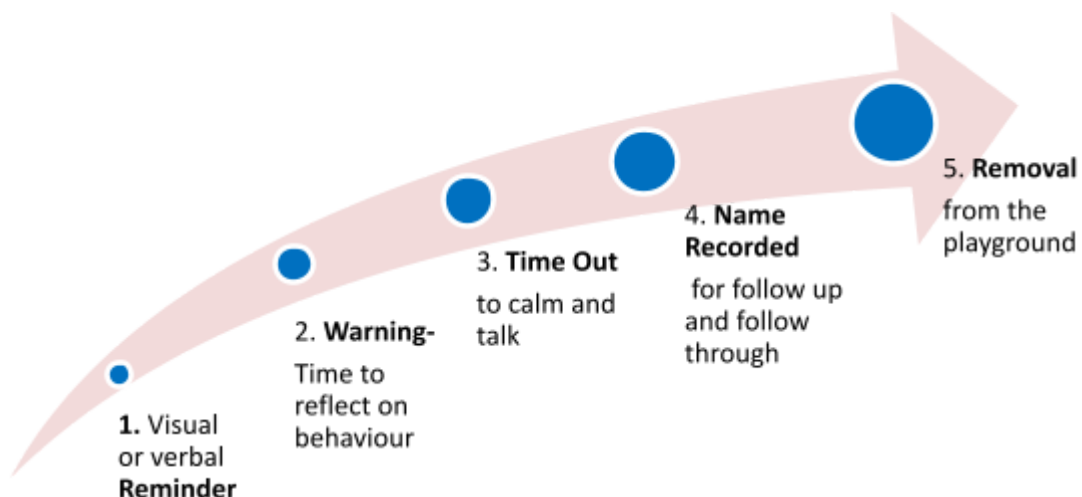 1. Visual
or verbal
Reminder
2. Warning-
Time to
reflect on
behaviour
3. Time Out
to calm and
talk
4. Name
Recorded
for follow up
and follow
through
5. Removal
from the
playground